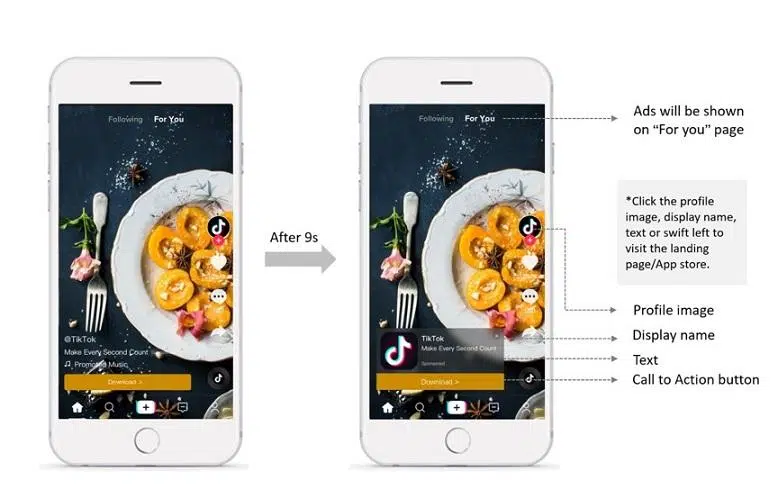 Following For You
@TikTok
Make Every Second Count
Promoted Music
Download >
After 9s
Following For You
TikTok
Make Every Second Count
Sponsored
Download >
Ads will be shown
on “For you” page
*Click the profile
image, display name,
text or swift left to
visit the landing
page/App store.
Profile image
Display name
Text
Call to Action button